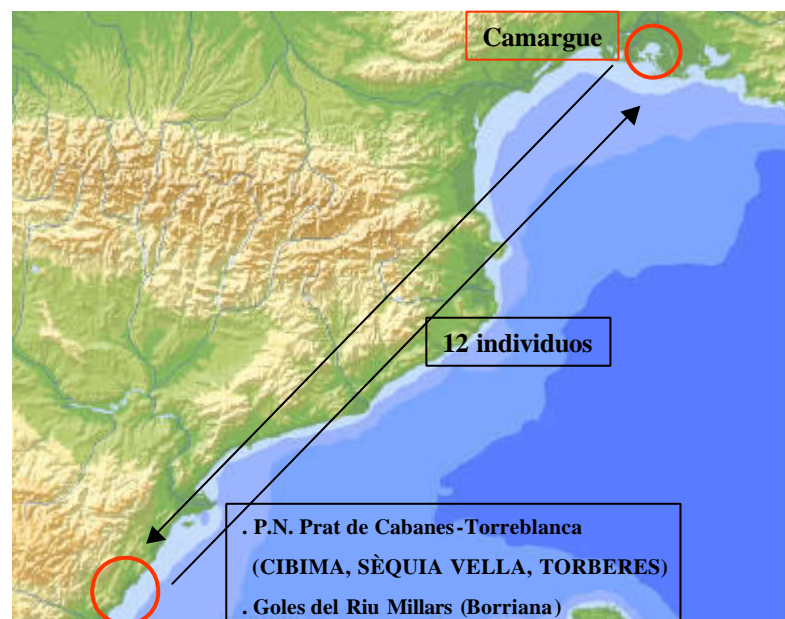 Camargue
12 individuos
. P.N. Prat de Cabanes-Torreblanca
(CIBIMA, SÈQUIA VELLA, TORBERES)
. Goles del Riu Millars (Borriana)